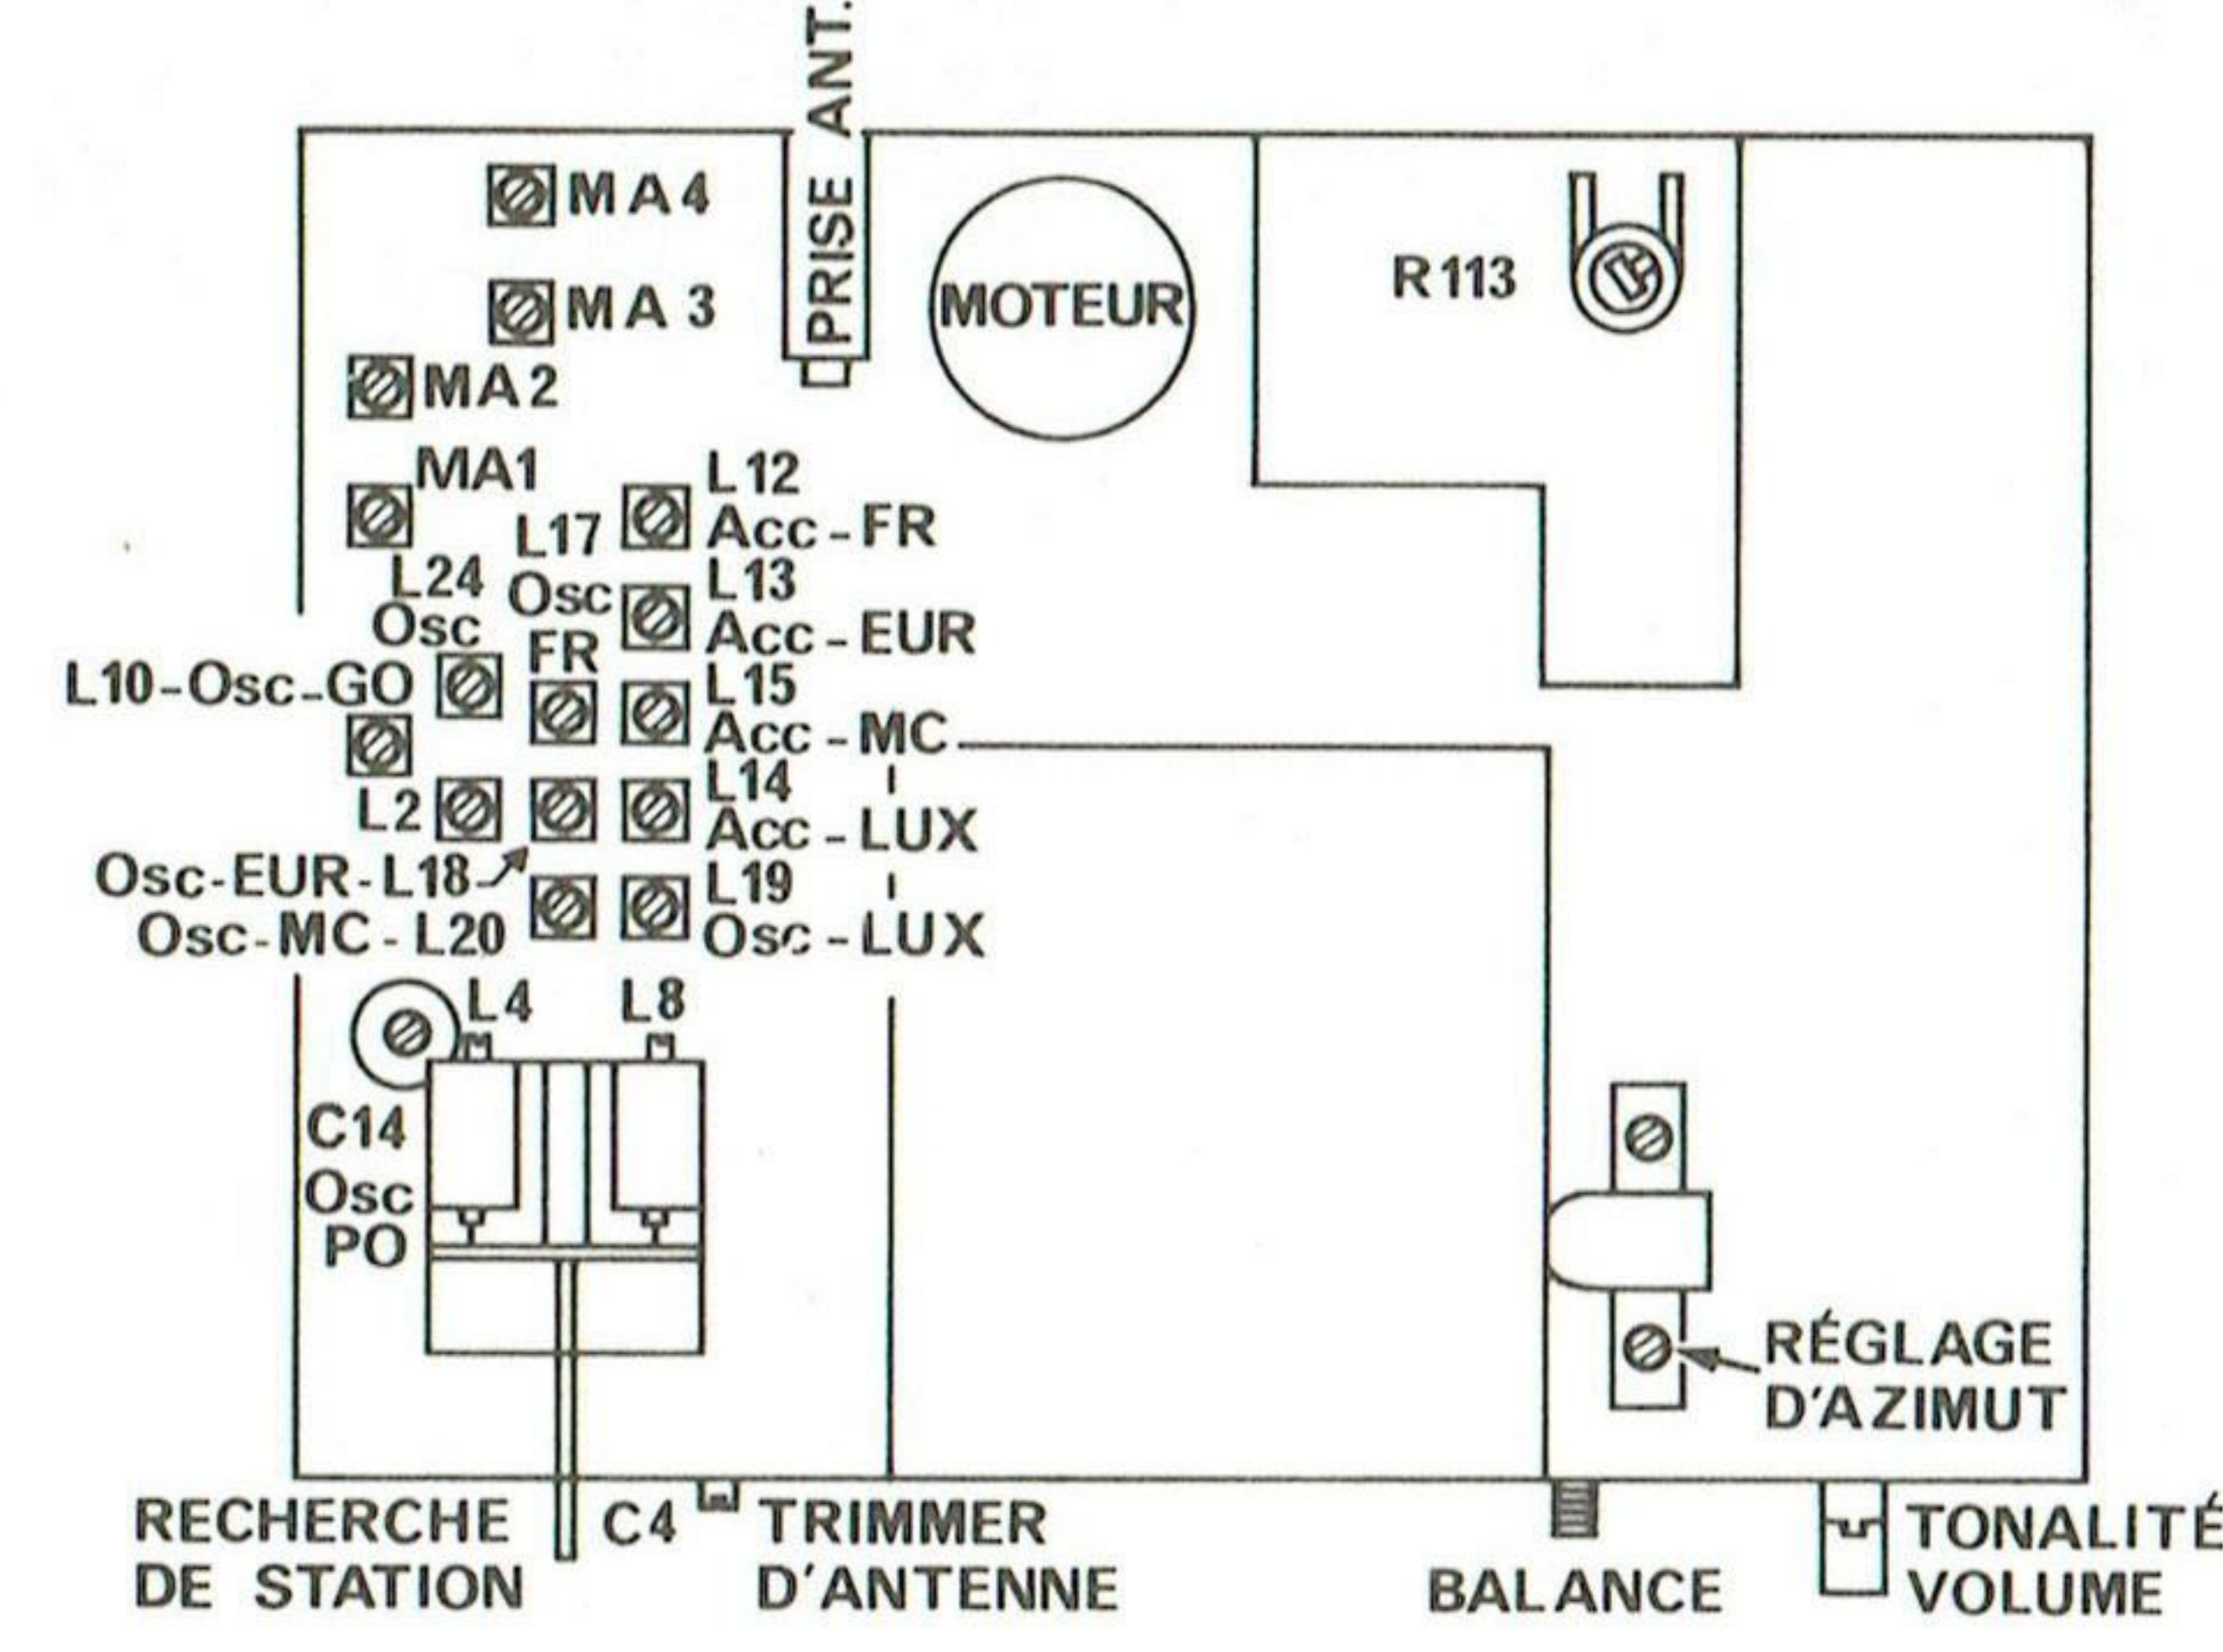 PRISE ANT.
MA4
MA 3
MOTEUR
R113
MA2
MA1
L12
Acc-FR
L17
Osc
FR
L24
Osc
L13
Acc-EUR
L10-Osc-GO
L15
Acc-MC
L2
L14
Acc-LUX
Osc-EUR-L18
L19
Osc-LUX
Osc-MC-L20
L4
L8
C14
Osc
PO
RÉGLAGE
D'AZIMUT
RECHERCHE
DE STATION
C4
TRIMMER
D'ANTENNE
BALANCE
TONALITÉ
VOLUME